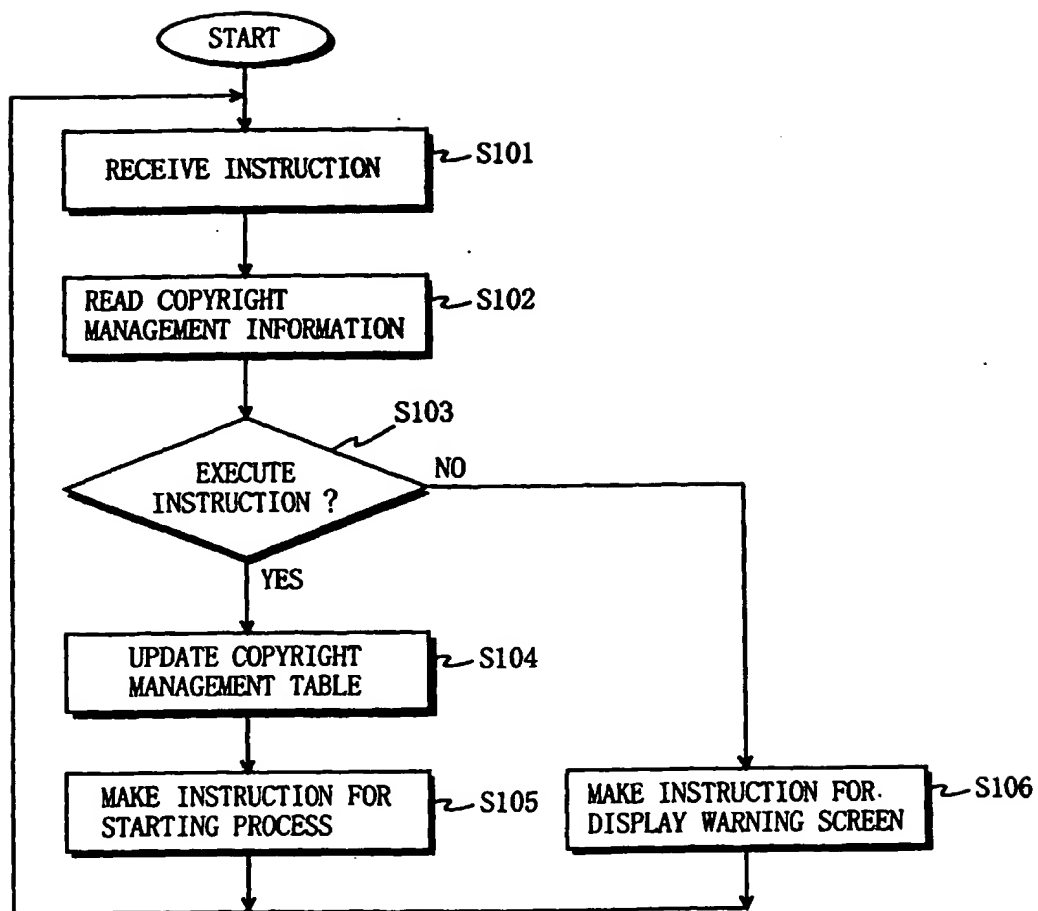 START
RECEIVE INSTRUCTION
S101
READ COPYRIGHT
MANAGEMENT INFORMATION
S102
S103
EXECUTE
INSTRUCTION ?
NO
YES
UPDATE COPYRIGHT
MANAGEMENT TABLE
S104
MAKE INSTRUCTION FOR
STARTING PROCESS
S105
MAKE INSTRUCTION FOR
DISPLAY WARNING SCREEN
S106